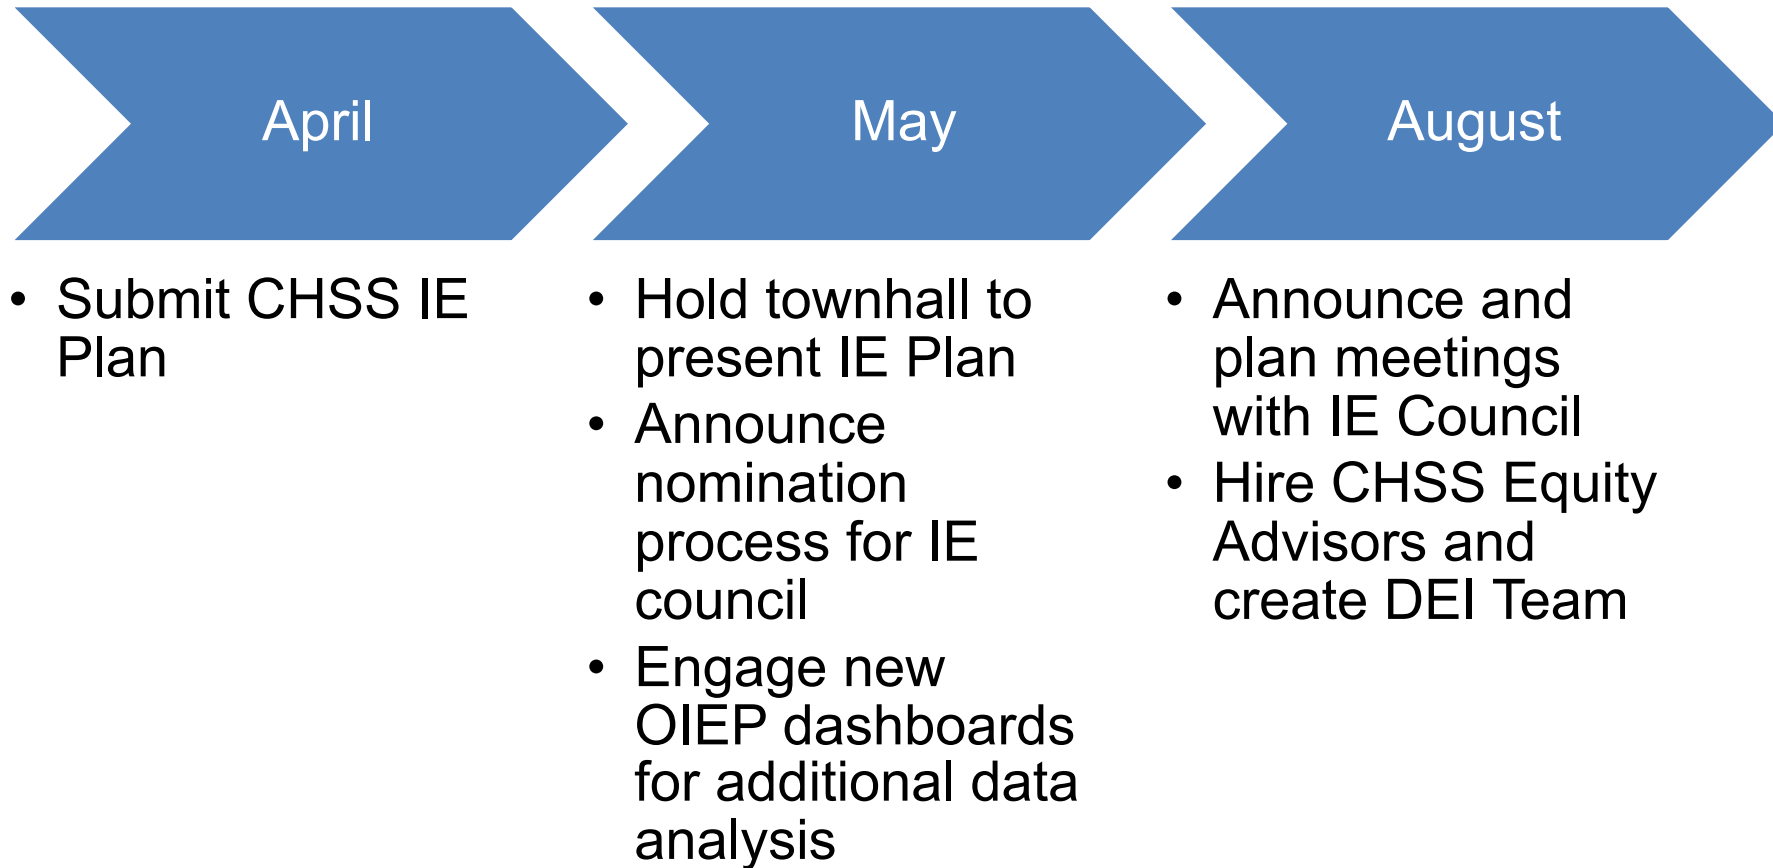 April
May
August
• Submit CHSS IE
Plan
• Hold townhall to
present IE Plan
• Announce
nomination
process for IE
council
• Engage new
OIEP dashboards
for additional data
analysis
• Announce and
plan meetings
with IE Council
• Hire CHSS Equity
Advisors and
create DEI Team